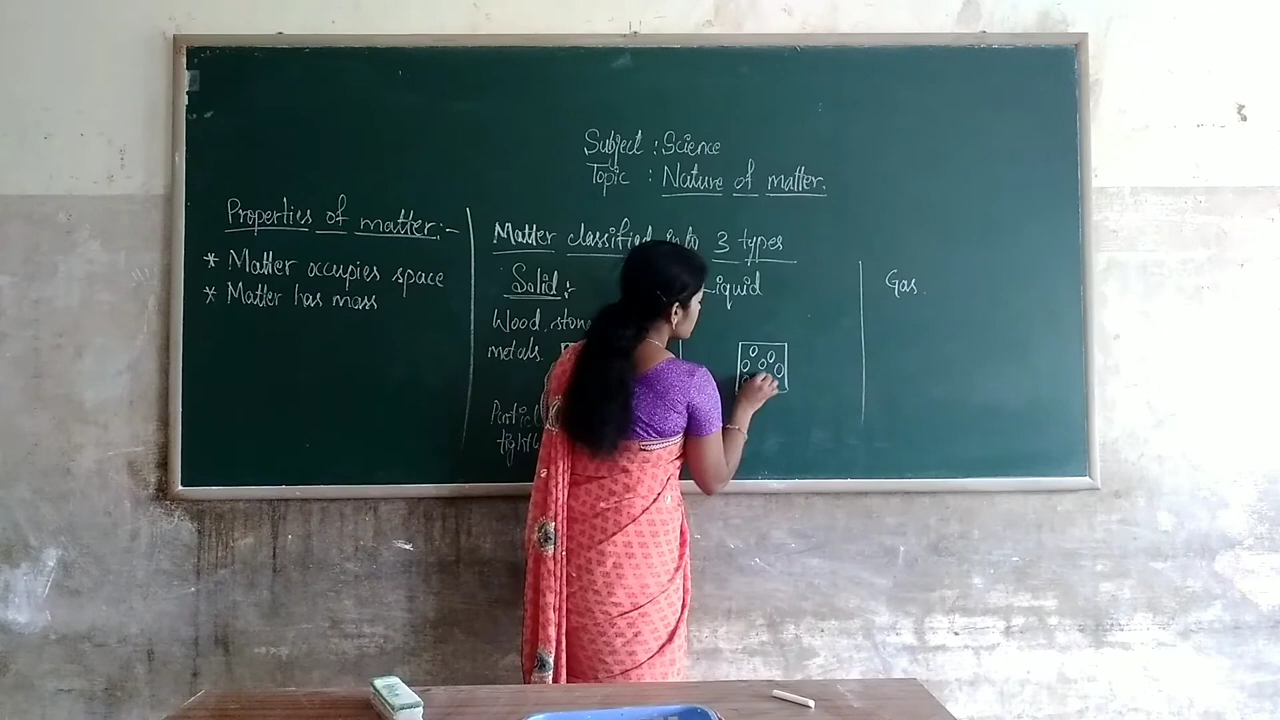 Subject : Science
Topic : Nature of matter.
Properties of matter:-
* Matter occupies space
* Matter has mass
Matter classified into 3 types
Solid :-
Wood, stone
metals.
Liquid
Gas.